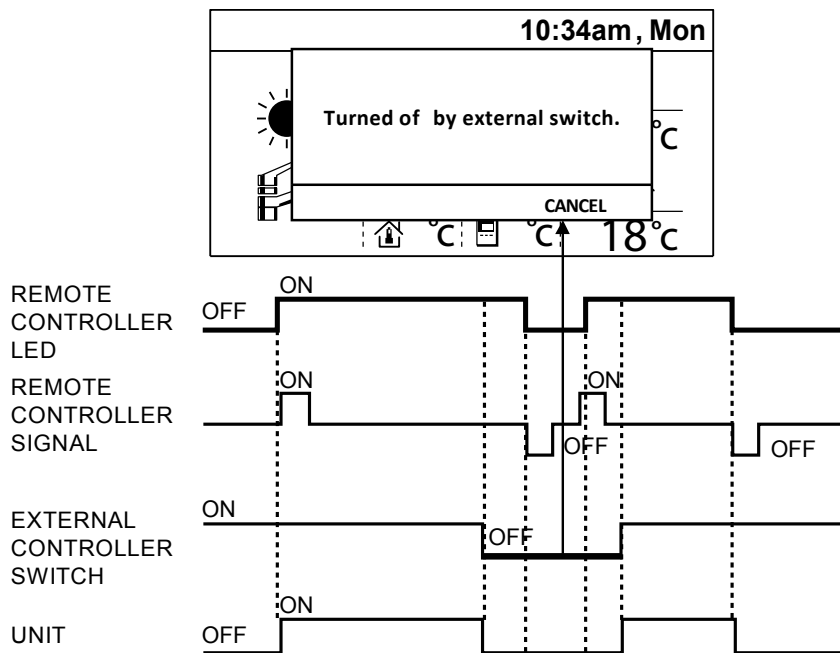 10:34am , Mon
Turned of by external switch.
°C
CANCEL
°C °C 18°C
REMOTE
CONTROLLER
LED
OFF
ON
REMOTE
CONTROLLER
SIGNAL
ON
OFF
ON
OFF
EXTERNAL
CONTROLLER
SWITCH
ON
OFF
UNIT
OFF
ON